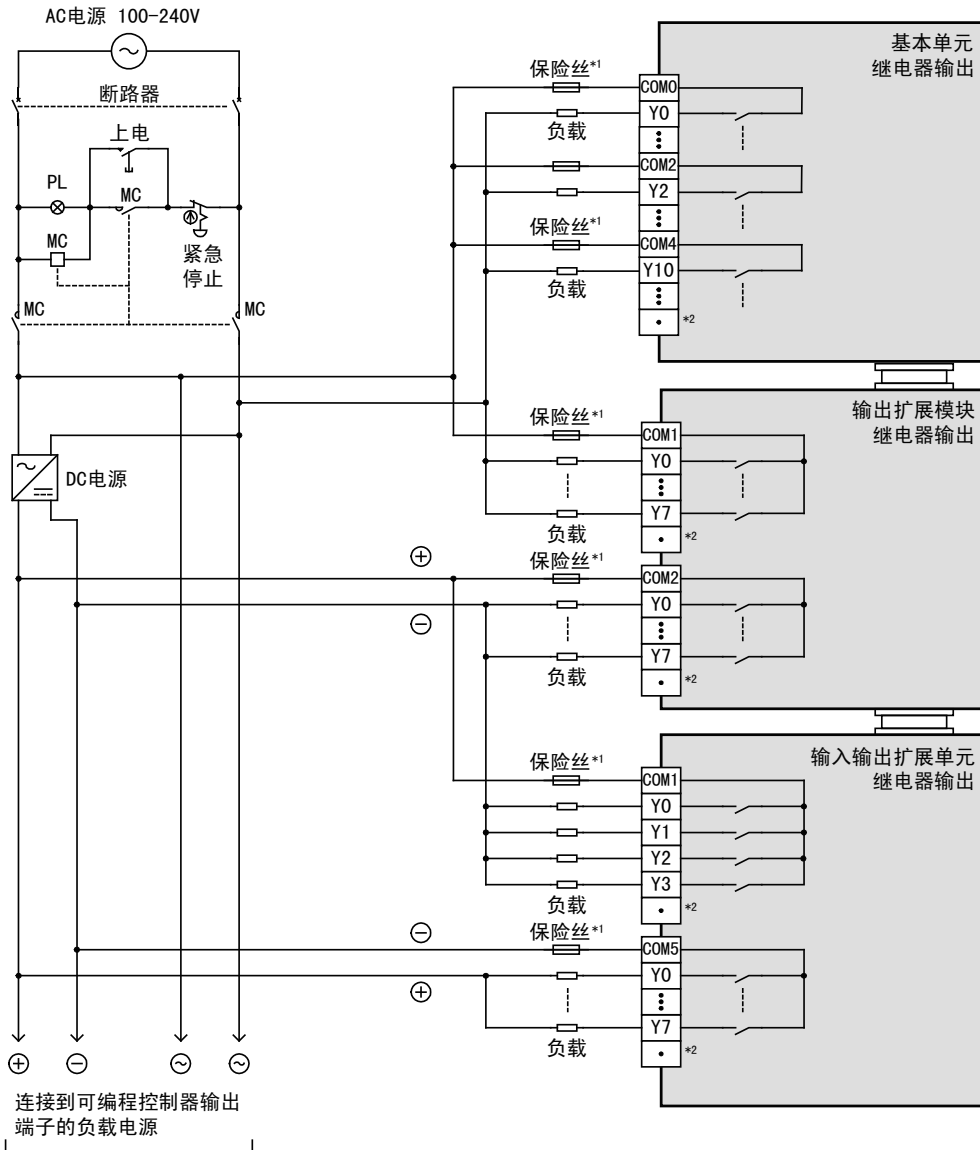 AC电源 100-240V
断路器
上电
PL
MC
MC
紧急
停止
MC
MC
DC电源
基本单元
继电器输出
保险丝*1
COM0
Y0
负载
COM2
Y2
保险丝*1
COM4
Y10
负载
*2
输出扩展模块
继电器输出
保险丝*1
COM1
Y0
Y7
负载
*2
保险丝*1
COM2
Y0
Y7
负载
*2
输入输出扩展单元
继电器输出
保险丝*1
COM1
Y0
Y1
Y2
Y3
负载
*2
保险丝*1
COM5
Y0
Y7
负载
*2
连接到可编程控制器输出
端子的负载电源